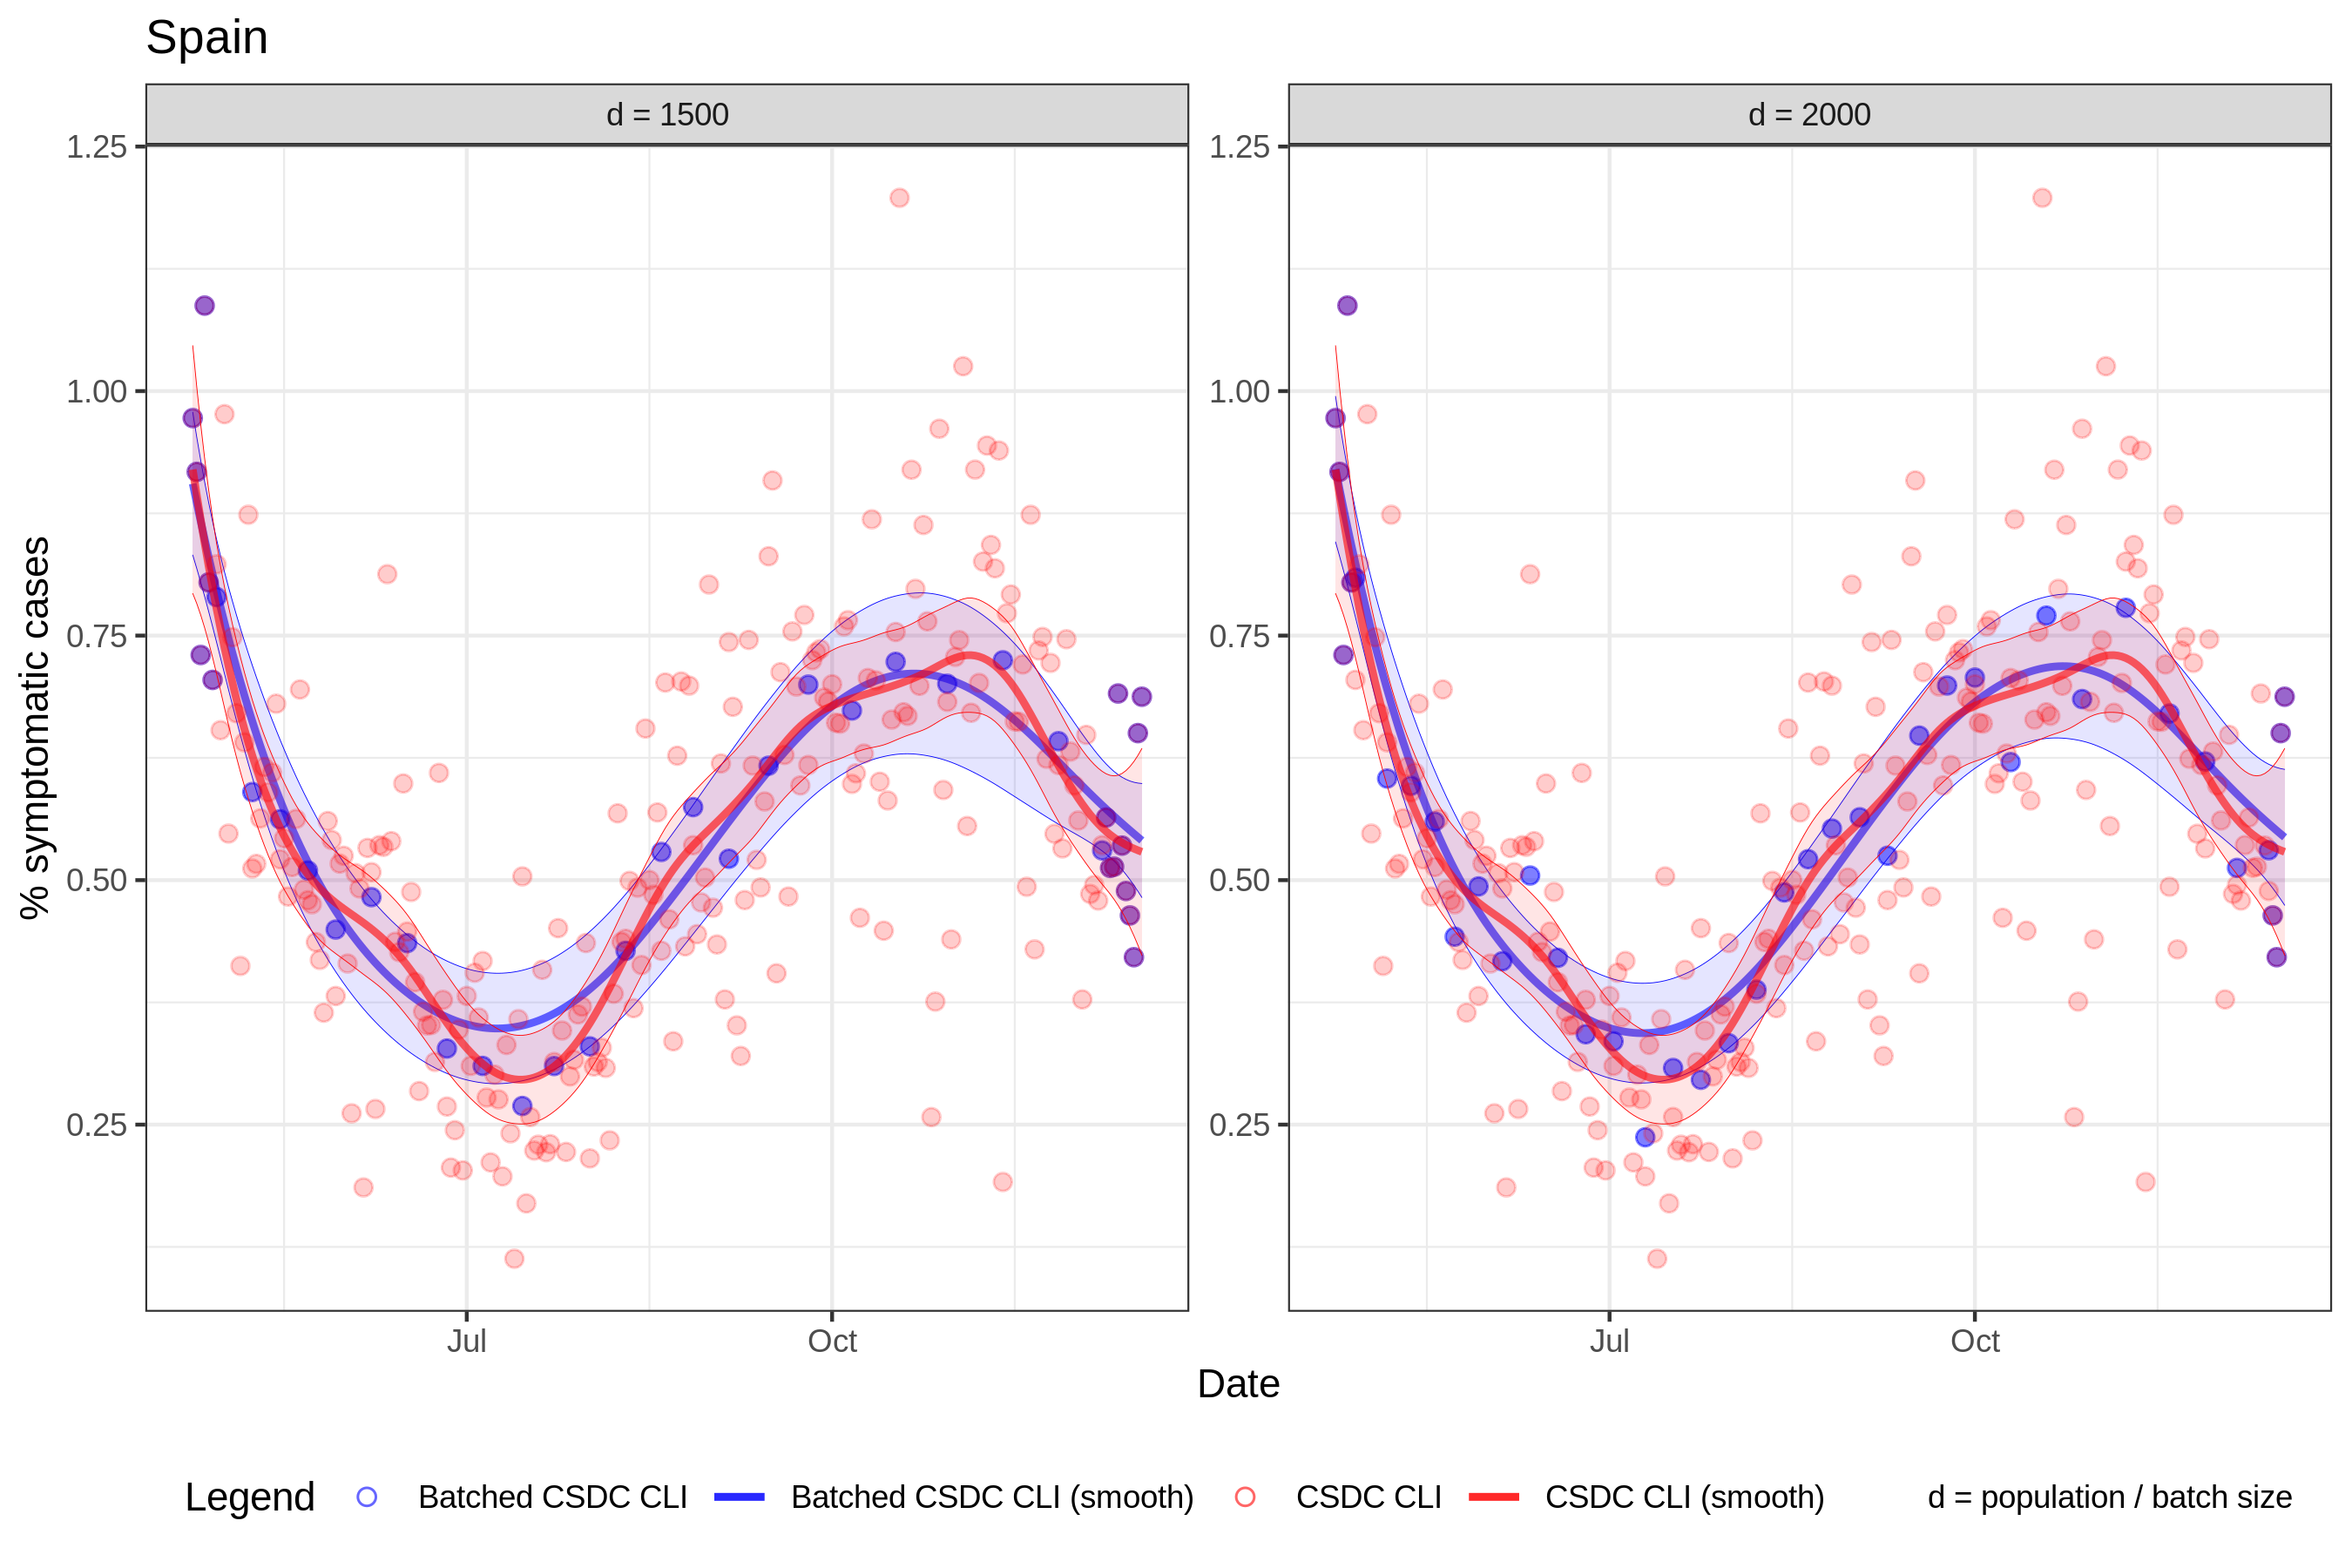 Spain
d = 1500
d = 2000
% symptomatic cases
1.25
1.00
0.75
0.50
0.25
1.25
1.00
0.75
0.50
0.25
Jul
Oct
Jul
Oct
Date
Legend
Batched CSDC CLI
Batched CSDC CLI (smooth)
CSDC CLI
CSDC CLI (smooth)
d = population / batch size